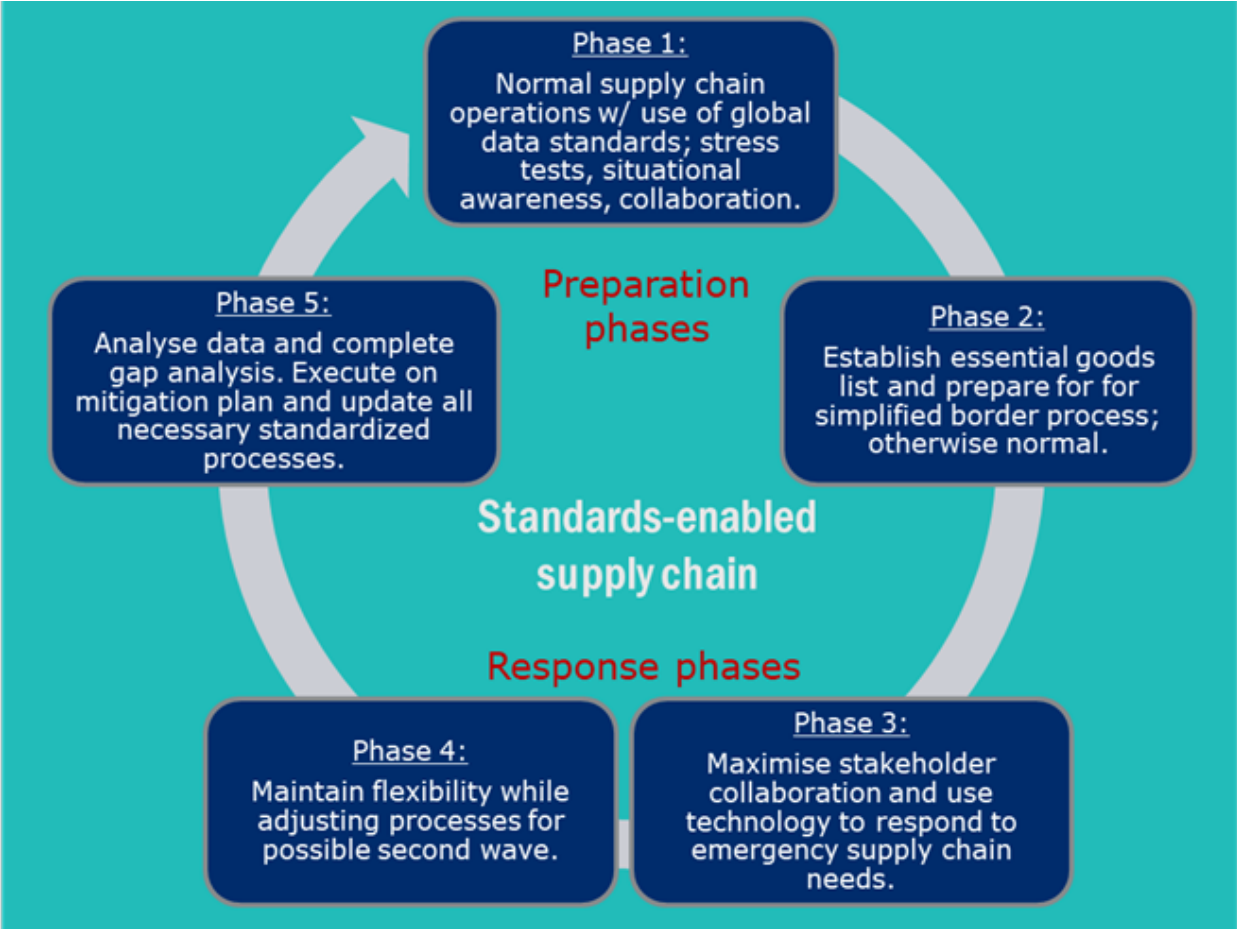 Phase 1:
Normal supply chain
operations w/ use of global
data standards; stress
tests, situational
awareness, collaboration.
Preparation
phases
Phase 2:
Establish essential goods
list and prepare for for
simplified border process;
otherwise normal.
Phase 5:
Analyse data and complete
gap analysis. Execute on
mitigation plan and update all
necessary standardized
processes.
Standards-enabled
supply chain
Response phases
Phase 3:
Maximise stakeholder
collaboration and use
technology to respond to
emergency supply chain
needs.
Phase 4:
Maintain flexibility while
adjusting processes for
possible second wave.